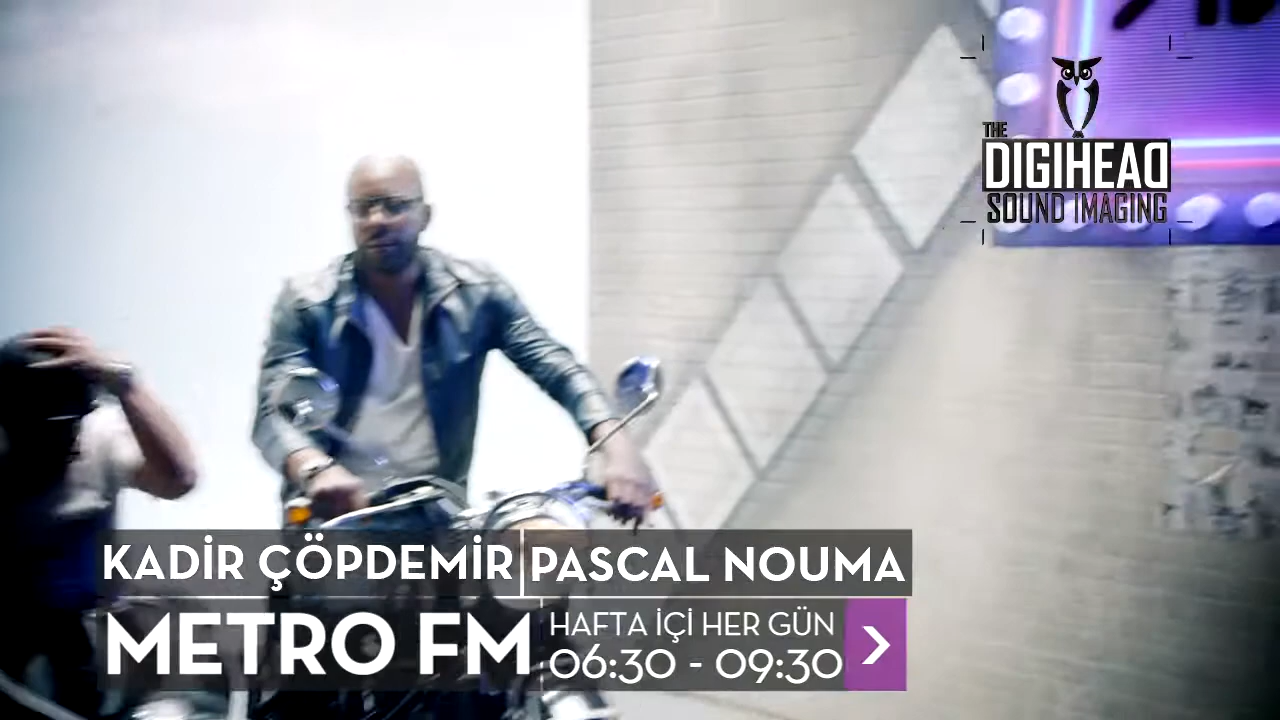 THE
DIGIHEAD
SOUND IMAGING
KADİR ÇÖPDEMİR PASCAL NOUMA
METRO FM
HAFTA İÇİ HER GÜN
06:30 - 09:30